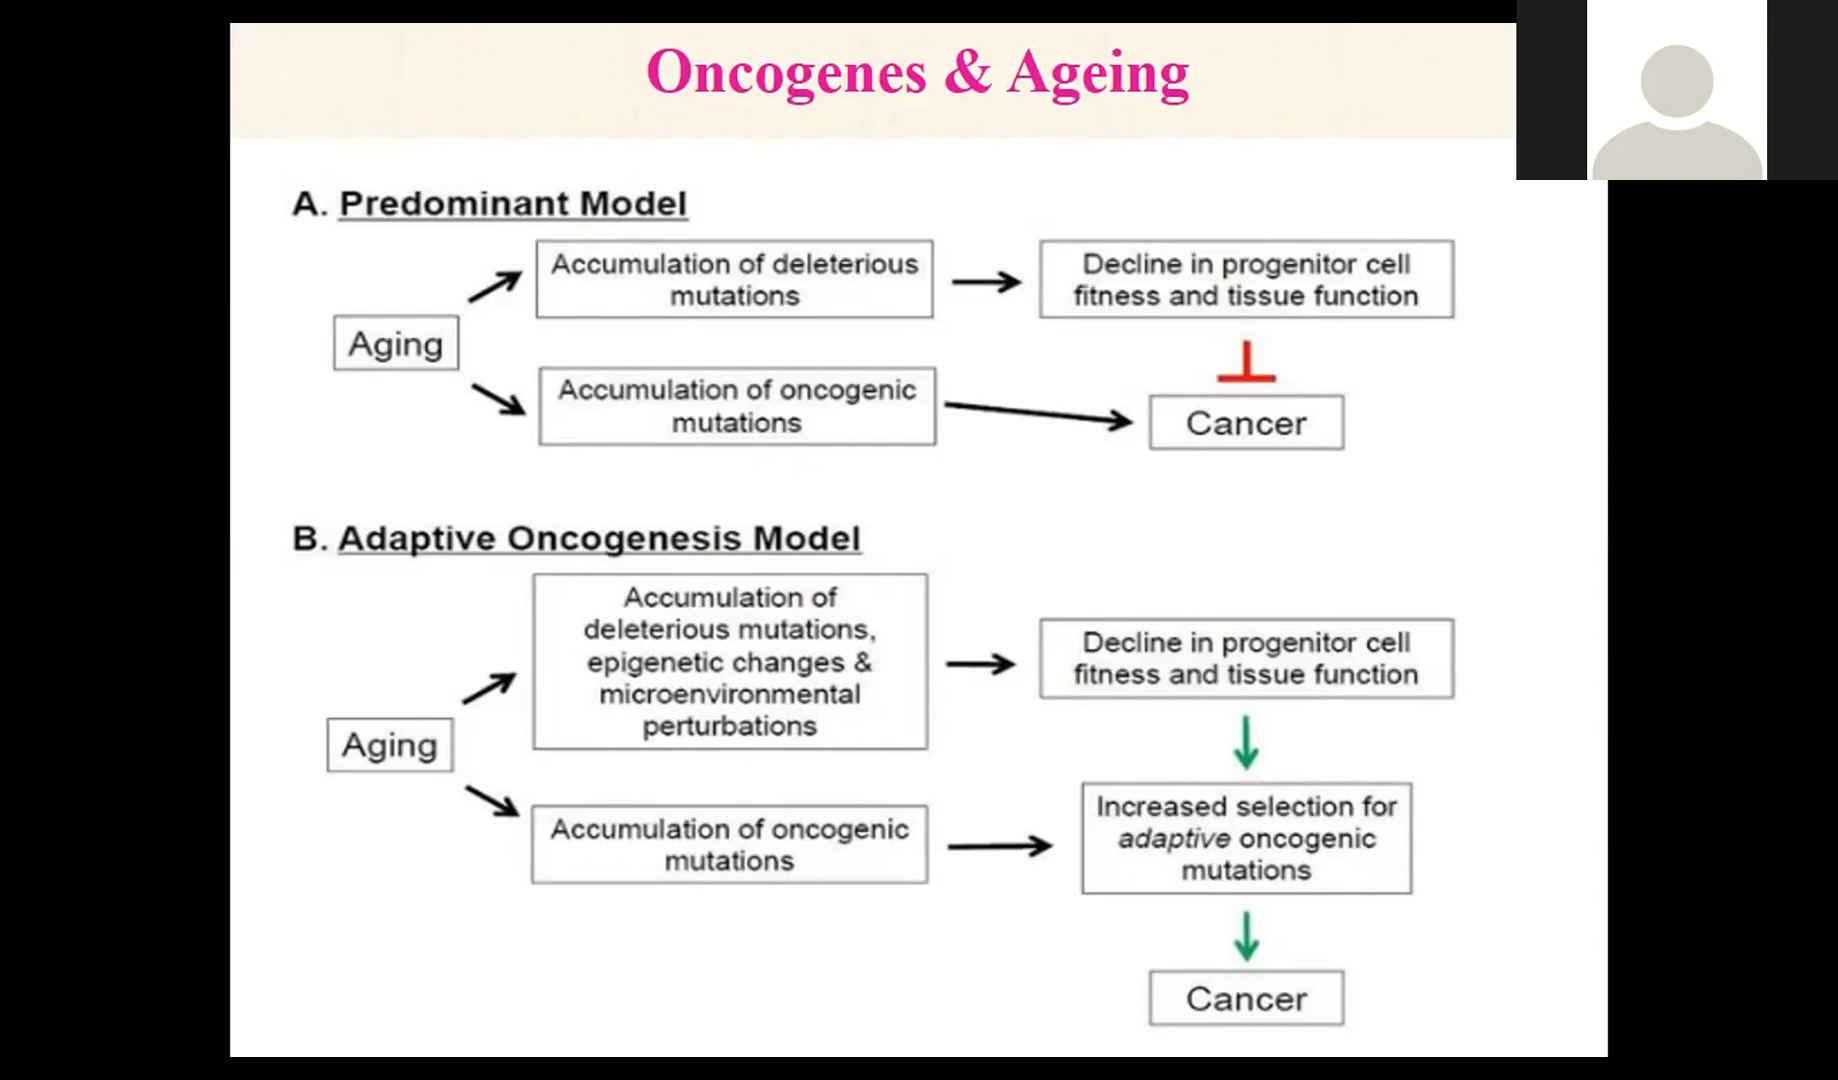 Oncogenes & Ageing
A. Predominant Model
Accumulation of deleterious
mutations
Decline in progenitor cell
fitness and tissue function
Aging
Accumulation of oncogenic
mutations
Cancer
B. Adaptive Oncogenesis Model
Accumulation of
deleterious mutations,
epigenetic changes &
microenvironmental
perturbations
Decline in progenitor cell
fitness and tissue function
Aging
Accumulation of oncogenic
mutations
Increased selection for
adaptive oncogenic
mutations
Cancer